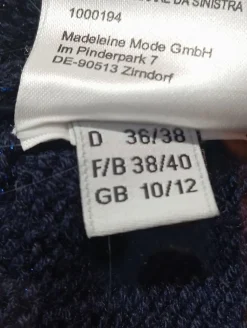 DA SINISTRA
1000194
Madeleine Mode GmbH
Im Pinderpark 7
DE-90513 Zirndorf
D 36/38
F/B 38/40
GB 10/12